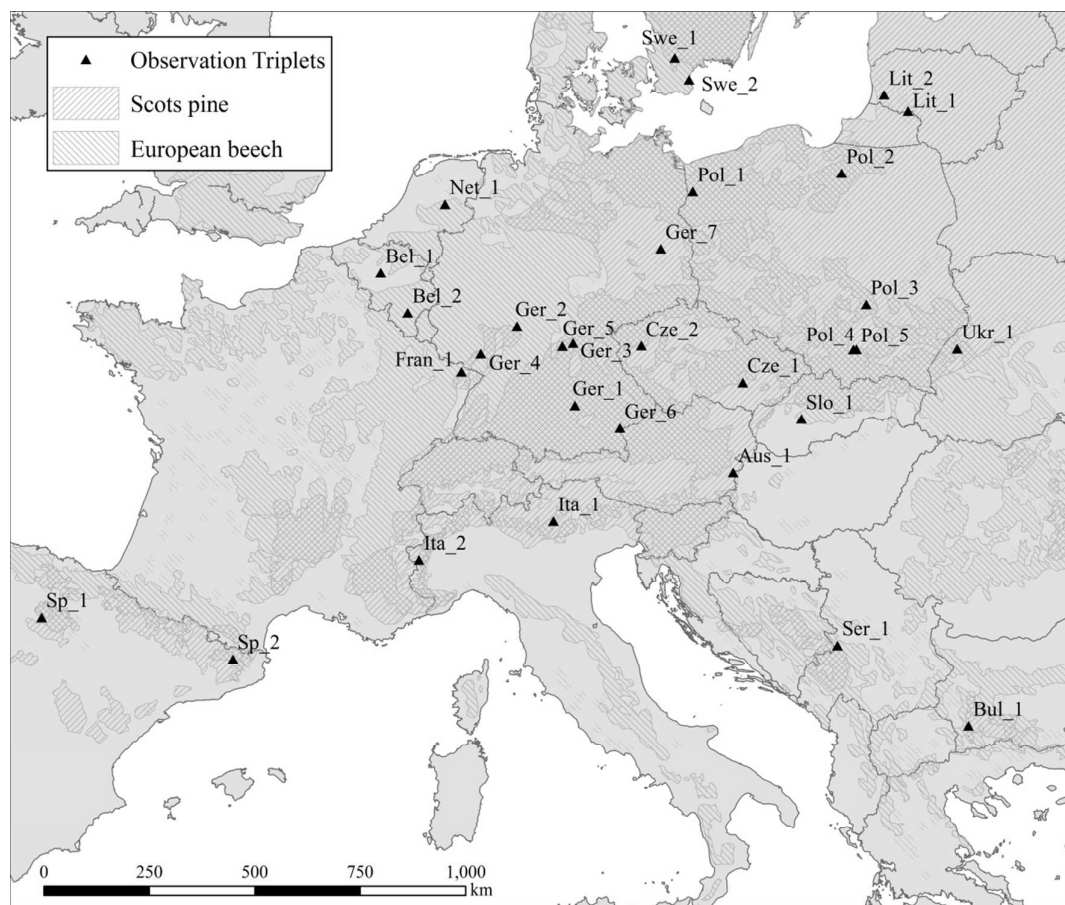 Observation Triplets
Scots pine
European beech
Swe_1
Swe_2
Lit_2
Lit_1
Pol_2
Pol_1
Net_1
Ger_7
Bel_1
Pol_3
Bel_2
Ger_2
Ger_5
Cze_2
Pol_4
Pol_5
Ukr_1
Ger_3
Fran_1
Ger_4
Cze_1
Ger_1
Slo_1
Ger_6
Aus_1
Ita_1
Ita_2
Sp_1
Ser_1
Sp_2
Bul_1
0 250 500 750 1,000
km